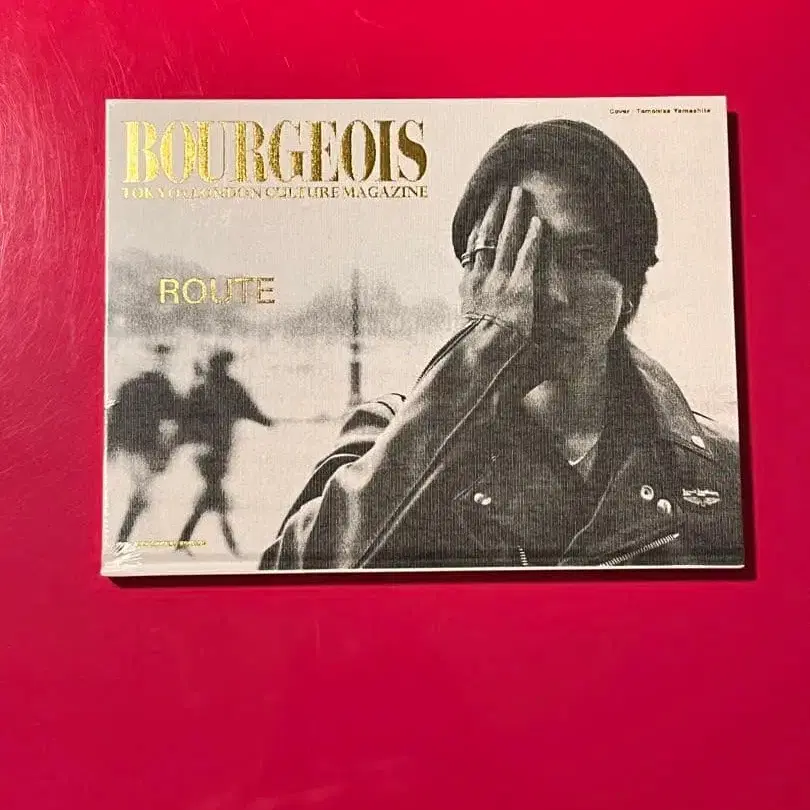 Cover : Tomohisa Yamashita
BOURGEOIS
TOKYO&LONDON CULTURE MAGAZINE
ROUTE